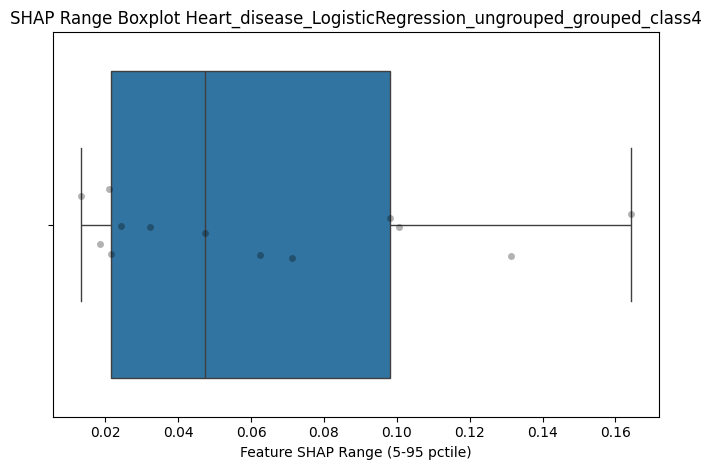 SHAP Range Boxplot Heart_disease_LogisticRegression_ungrouped_grouped_class4
0.02 0.04 0.06 0.08 0.10 0.12 0.14 0.16
Feature SHAP Range (5-95 pctile)